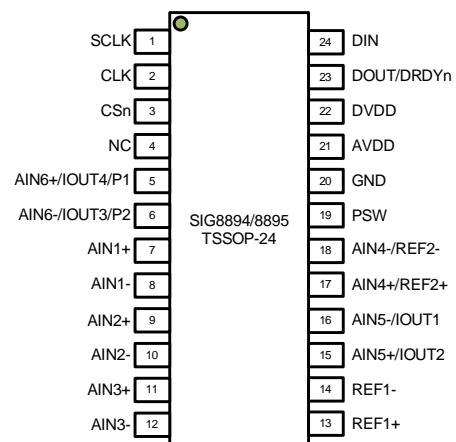 SCLK 1 24 DIN
CLK 2 23 DOUT/DRDYn
CSn 3 22 DVDD
NC 4 21 AVDD
AIN6+/IOUT4/P1 5 20 GND
AIN6-/IOUT3/P2 6 19 PSW
SIG8894/8895
TSSOP-24
AIN1+ 7 18 AIN4-/REF2-
AIN1- 8 17 AIN4+/REF2+
AIN2+ 9 16 AIN5-/IOUT1
AIN2- 10 15 AIN5+/IOUT2
AIN3+ 11 14 REF1-
AIN3- 12 13 REF1+